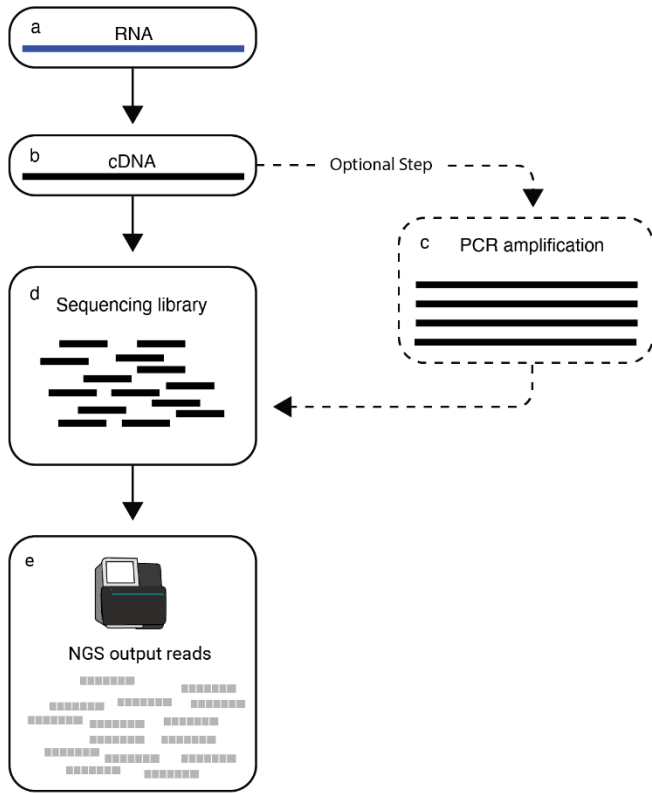 a
RNA
b
cDNA
Optional Step
c
PCR amplification
d
Sequencing library
e
NGS output reads